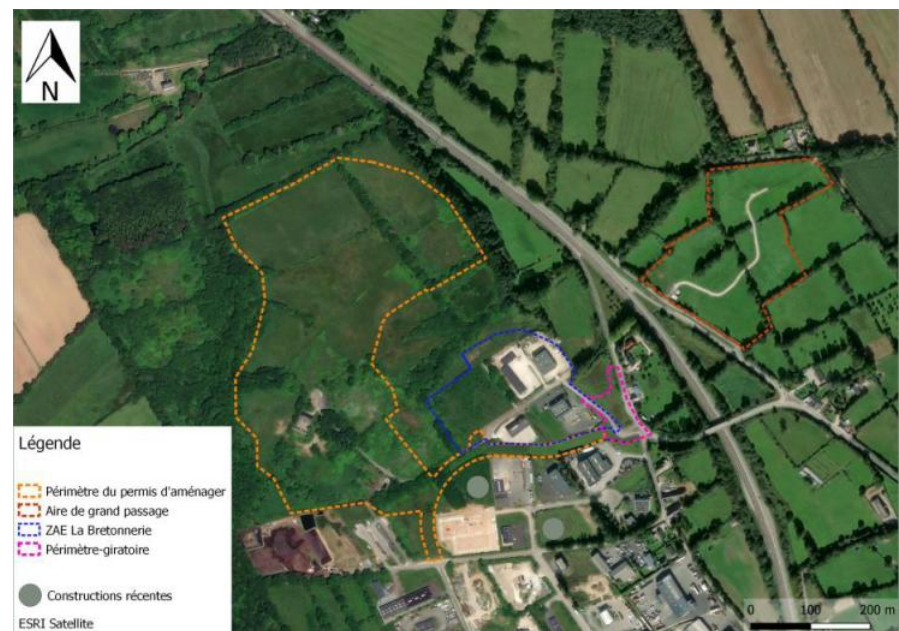 N
Légende
Périmètre du permis d'aménager
Aire de grand passage
ZAE La Bretonnerie
Périmètre-giratoire
Constructions récentes
ESRI Satellite
0 100 200 m